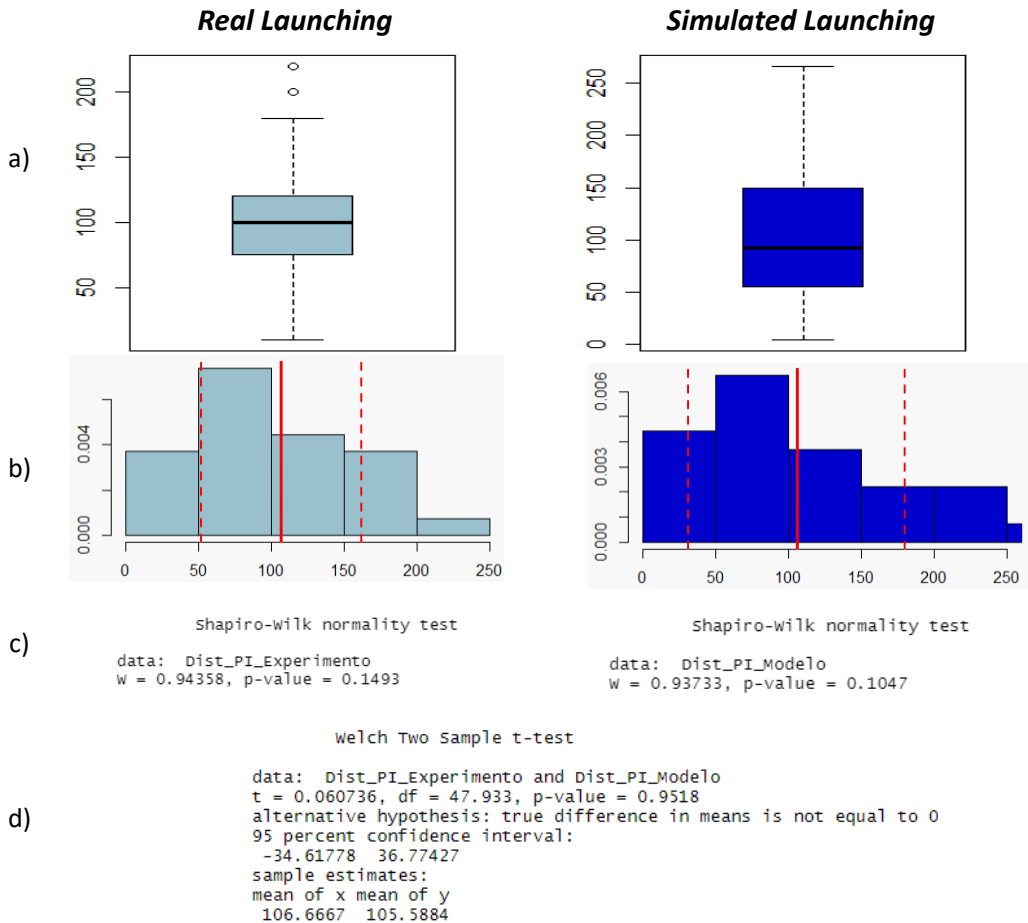 Real Launching
Simulated Launching
a)
200
150
100
50
250
200
150
100
50
0
b)
0.004
0.000
0 50 100 150 200 250
0.006
0.003
0.000
0 50 100 150 200 250
c)
Shapiro-Wilk normality test
data: Dist_PI_Experimento
W = 0.94358, p-value = 0.1493
Shapiro-Wilk normality test
data: Dist_PI_Modelo
W = 0.93733, p-value = 0.1047
d)
Welch Two Sample t-test
data: Dist_PI_Experimento and Dist_PI_Modelo
t = 0.060736, df = 47.933, p-value = 0.9518
alternative hypothesis: true difference in means is not equal to 0
95 percent confidence interval:
-34.61778 36.77427
sample estimates:
mean of x mean of y
106.6667 105.5884